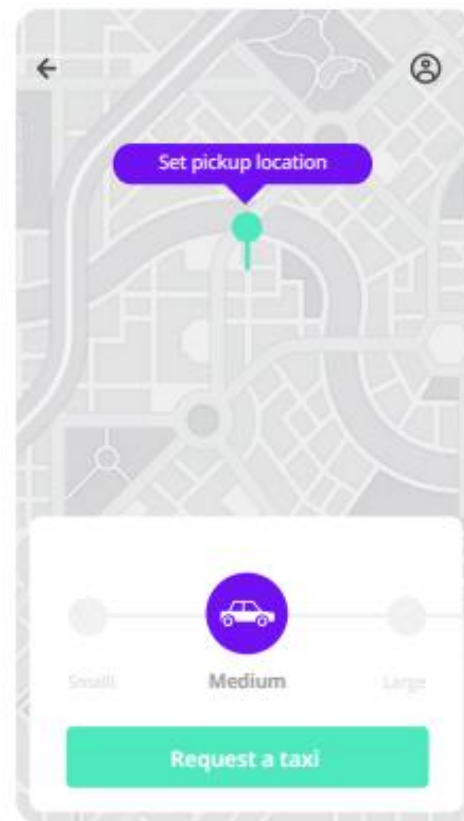 Set pickup location
Small
Medium
Large
Request a taxi